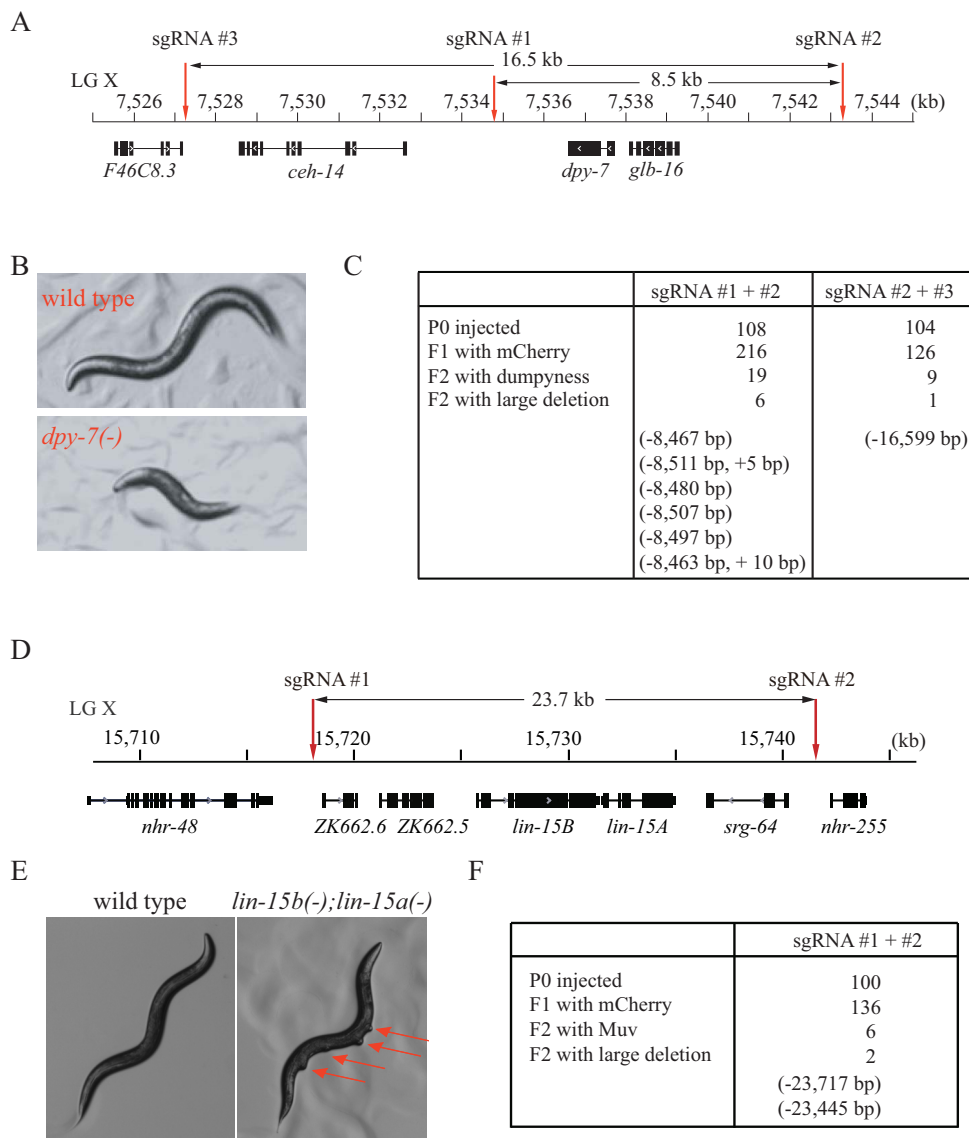 A
sgRNA #3 sgRNA #1 sgRNA #2
16.5 kb
LG X 8.5 kb
7,526 7,528 7,530 7,532 7,534 7,536 7,538 7,540 7,542 7,544 (kb)
F46C8.3 ceh-14 dpy-7 glb-16
B
wild type
dpy-7(-)
C
sgRNA #1 + #2 sgRNA #2 + #3
P0 injected 108 104
F1 with mCherry 216 126
F2 with dumpyness 19 9
F2 with large deletion 6 1
(-8,467 bp) (-16,599 bp)
(-8,511 bp, +5 bp)
(-8,480 bp)
(-8,507 bp)
(-8,497 bp)
(-8,463 bp, + 10 bp)
D
sgRNA #1 sgRNA #2
23.7 kb
LG X
15,710 15,720 15,730 15,740 (kb)
nhr-48 ZK662.6 ZK662.5 lin-15B lin-15A srg-64 nhr-255
E
wild type lin-15b(-);lin-15a(-)
F
sgRNA #1 + #2
P0 injected 100
F1 with mCherry 136
F2 with Muv 6
F2 with large deletion 2
(-23,717 bp)
(-23,445 bp)